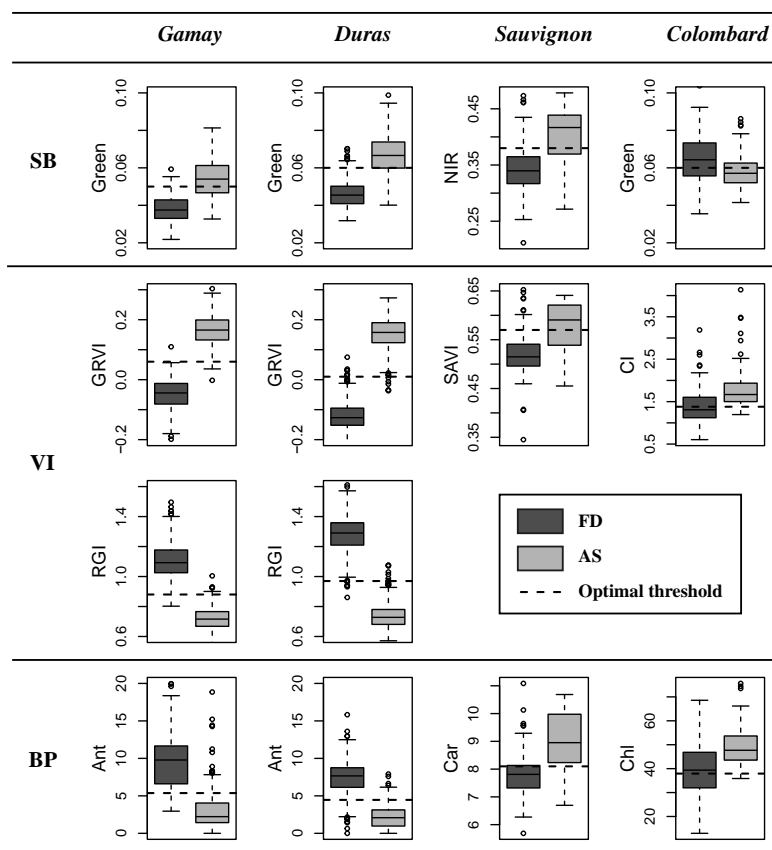 Gamay Duras Sauvignon Colombard
SB
Green 0.02 0.06 0.10
Green 0.02 0.06 0.10
NIR 0.25 0.35 0.45
Green 0.02 0.06 0.10
VI
GRVI −0.2 0.0 0.2
GRVI −0.2 0.0 0.2
SAVI 0.35 0.45 0.55 0.65
CI 0.5 1.5 2.5 3.5
RGI 0.6 1.0 1.4
RGI 0.6 1.0 1.4
FD
AS
Optimal threshold
BP
Ant 0 5 10 15 20
Ant 0 5 10 15 20
Car 6 7 8 9 10 11
Chl 20 40 60